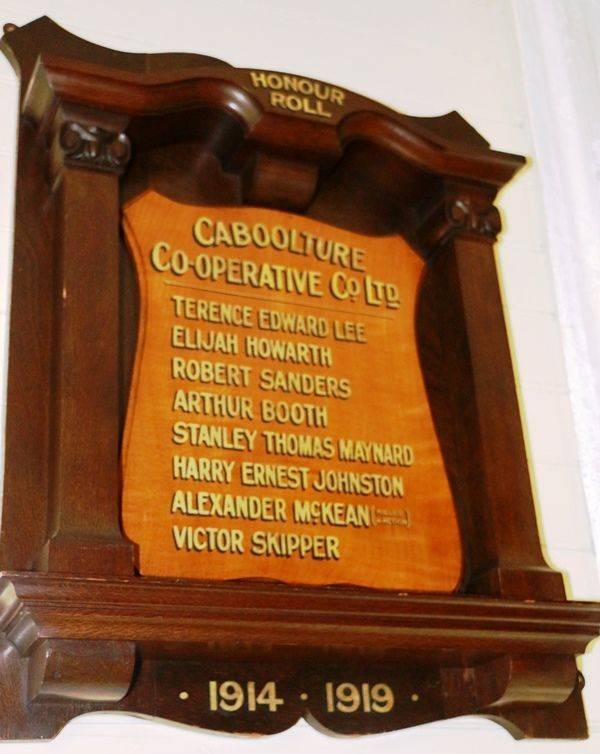 HONOUR
ROLL
CABOOLTURE
CO-OPERATIVE CO LTD
TERENCE EDWARD LEE
ELIJAH HOWARTH
ROBERT SANDERS
ARTHUR BOOTH
STANLEY THOMAS MAYNARD
HARRY ERNEST JOHNSTON
ALEXANDER MCKEAN
VICTOR SKIPPER
· 1914 · 1919 ·